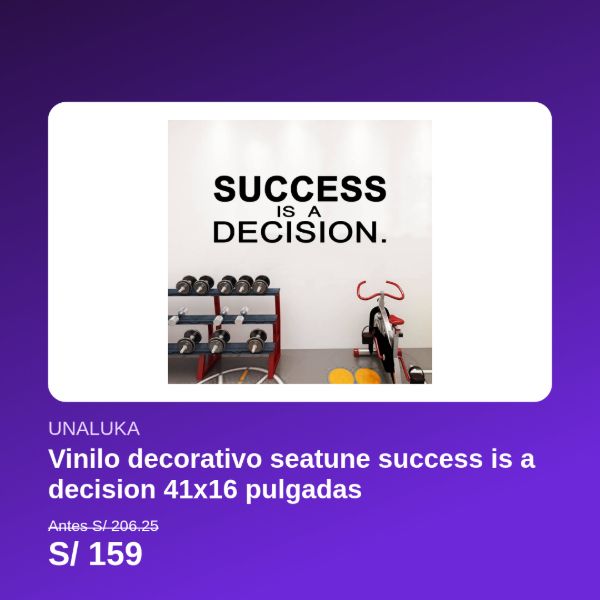 SUCCESS
IS A
DECISION.
UNALUKA
Vinilo decorativo seatune success is a
decision 41x16 pulgadas
Antes S/ 206.25
S/ 159